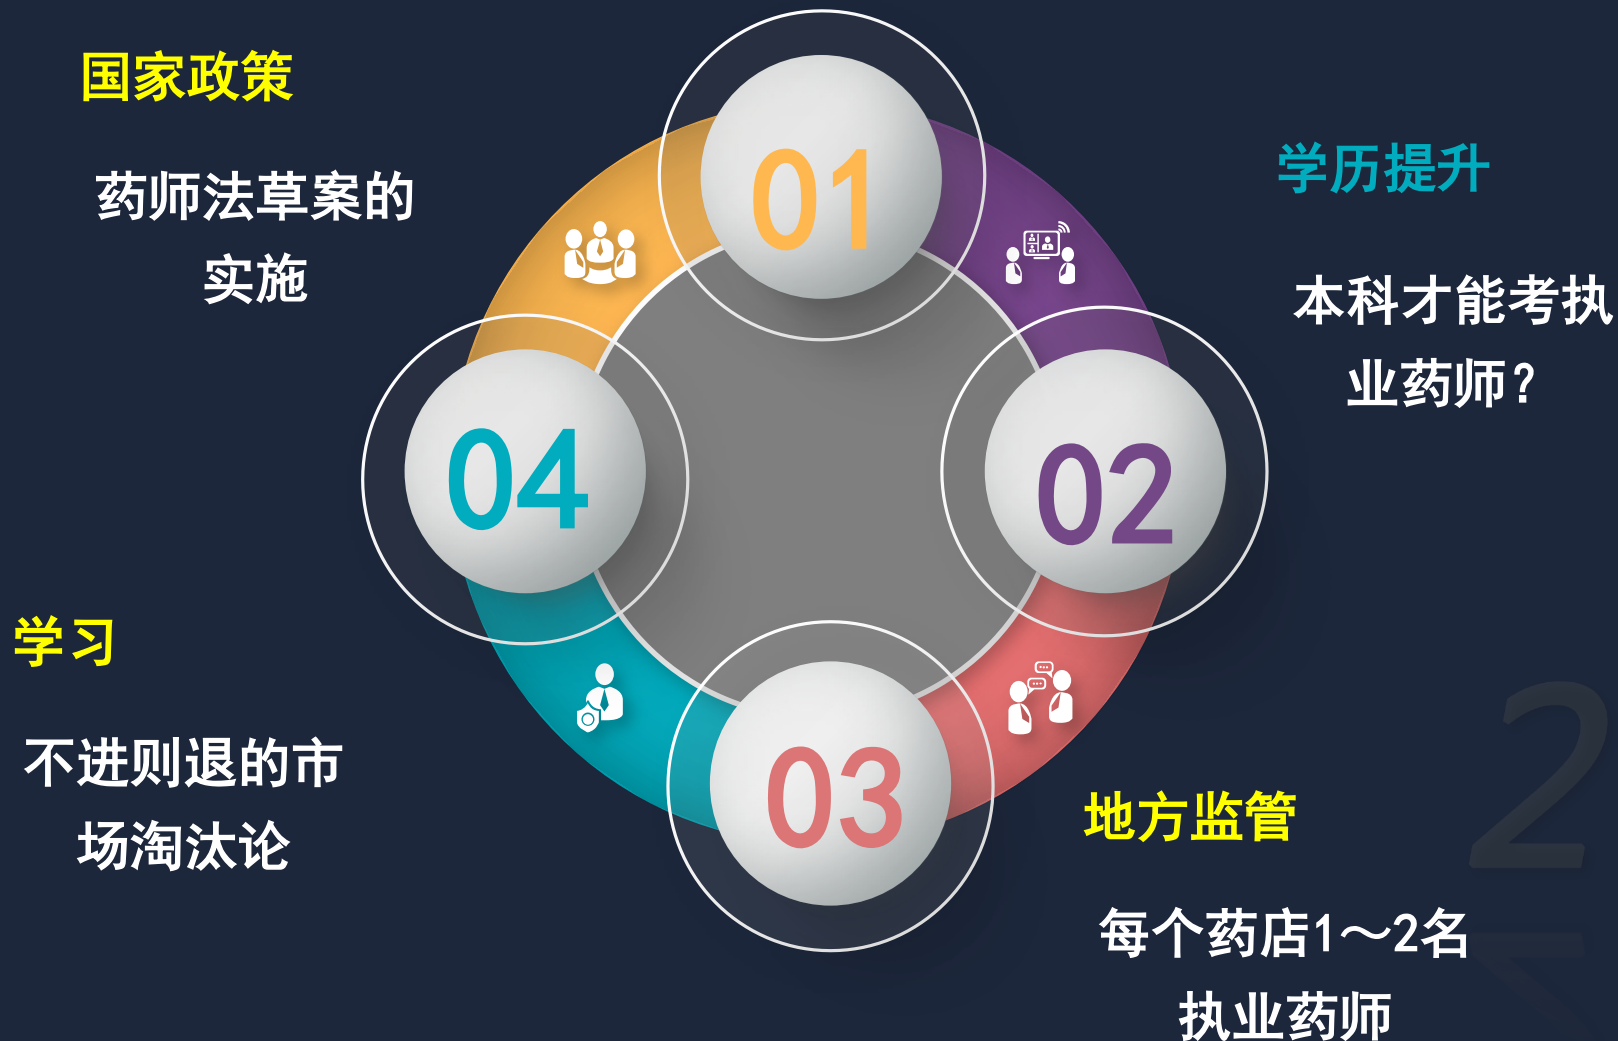 国家政策
药师法草案的
实施
01
学历提升
本科才能考执
业药师？
02
04
学习
不进则退的市
场淘汰论
03
地方监管
每个药店1～2名
执业药师
2